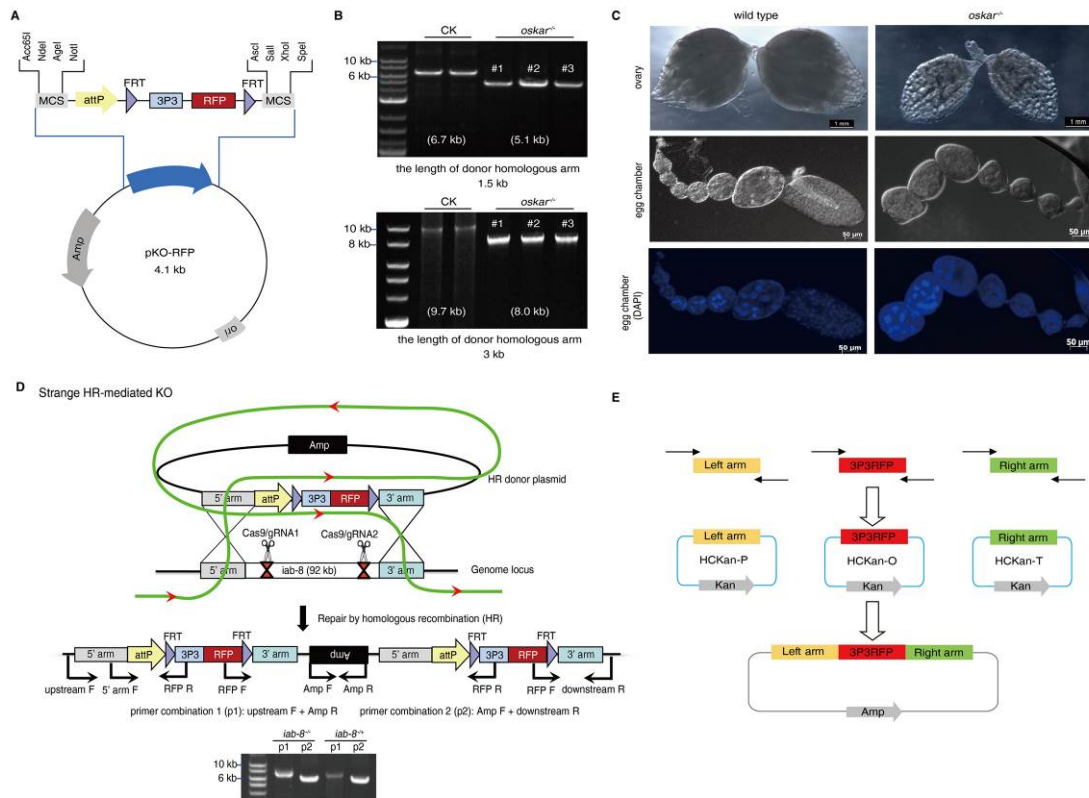 A
Acc65I
NdeI
AgeI
NotI
AscI
SalI
XhoI
SpeI
FRT
FRT
MCS
attP
3P3
RFP
MCS
Amp
pKO-RFP
4.1 kb
ori
B
CK
oskar-/-
10 kb
6 kb
#1
#2
#3
(6.7 kb)
(5.1 kb)
the length of donor homologous arm
1.5 kb
CK
oskar-/-
10 kb
8 kb
#1
#2
#3
(9.7 kb)
(8.0 kb)
the length of donor homologous arm
3 kb
C
wild type
oskar-/-
ovary
1 mm
1 mm
egg chamber
50 μm
50 μm
egg chamber
(DAPI)
50 μm
50 μm
D
Strange HR-mediated KO
Amp
HR donor plasmid
5' arm
attP
3P3
RFP
3' arm
Cas9/gRNA1
Cas9/gRNA2
5' arm
iab-8 (92 kb)
3' arm
Genome locus
Repair by homologous recombination (HR)
FRT
FRT
FRT
FRT
5' arm
attP
3P3
RFP
3' arm
Amp
attP
3P3
RFP
3' arm
5' arm
upstream F
5' arm F
RFP R
RFP F
Amp F
Amp R
RFP R
RFP F
downstream R
primer combination 1 (p1): upstream F + Amp R
primer combination 2 (p2): Amp F + downstream R
iab-8-/-
iab-8-/+
p1
p2
p1
p2
10 kb
6 kb
E
Left arm
3P3RFP
Right arm
Left arm
3P3RFP
Right arm
HCKan-P
HCKan-O
HCKan-T
Kan
Kan
Kan
Left arm
3P3RFP
Right arm
Amp